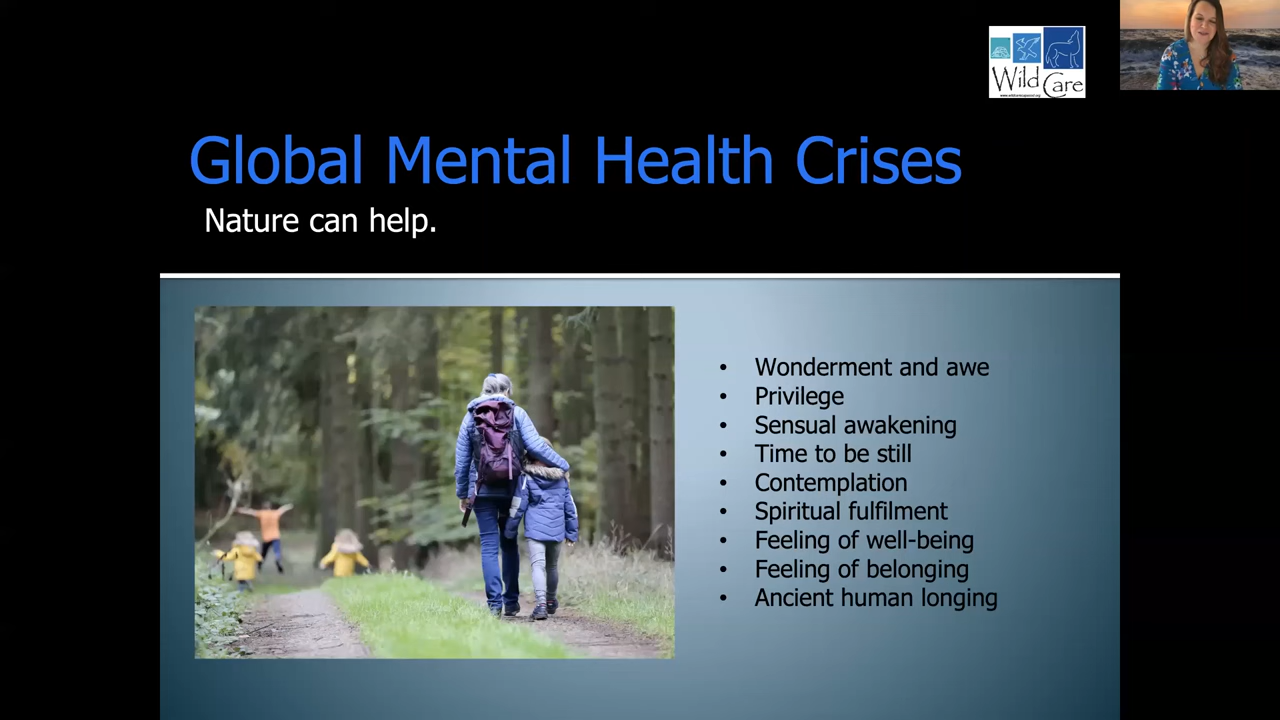 Wild Care
Global Mental Health Crises
Nature can help.
• Wonderment and awe
• Privilege
• Sensual awakening
• Time to be still
• Contemplation
• Spiritual fulfilment
• Feeling of well-being
• Feeling of belonging
• Ancient human longing